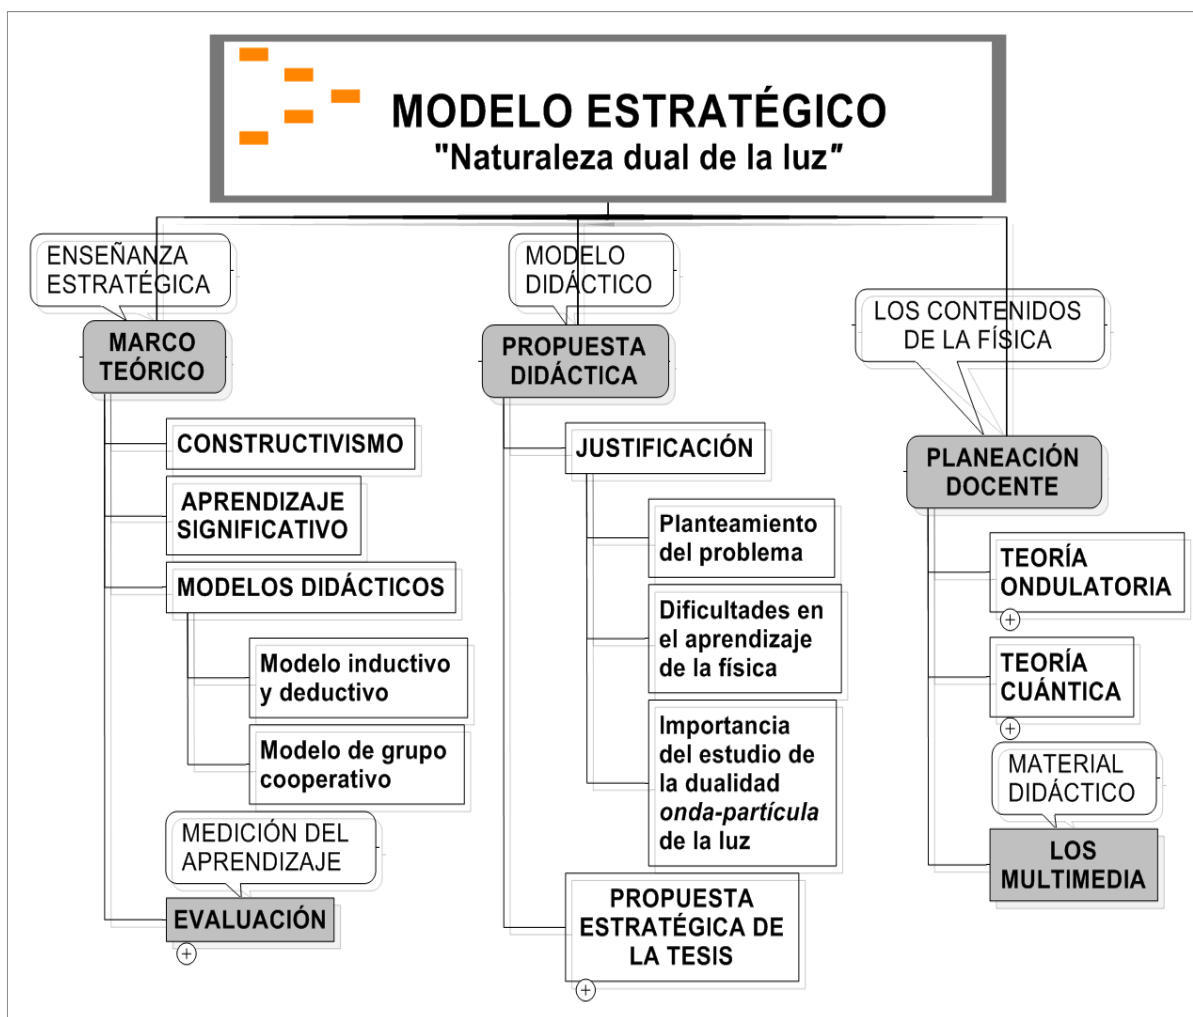 MODELO ESTRATÉGICO
"Naturaleza dual de la luz"
ENSEÑANZA
ESTRATÉGICA
MARCO
TEÓRICO
CONSTRUCTIVISMO
APRENDIZAJE
SIGNIFICATIVO
MODELOS DIDÁCTICOS
Modelo inductivo
y deductivo
Modelo de grupo
cooperativo
MEDICIÓN DEL
APRENDIZAJE
EVALUACIÓN
MODELO
DIDÁCTICO
PROPUESTA
DIDÁCTICA
JUSTIFICACIÓN
Planteamiento
del problema
Dificultades en
el aprendizaje
de la física
Importancia
del estudio de
la dualidad
onda-partícula
de la luz
PROPUESTA
ESTRATÉGICA DE
LA TESIS
LOS CONTENIDOS
DE LA FÍSICA
PLANEACIÓN
DOCENTE
TEORÍA
ONDULATORIA
TEORÍA
CUÁNTICA
MATERIAL
DIDÁCTICO
LOS
MULTIMEDIA